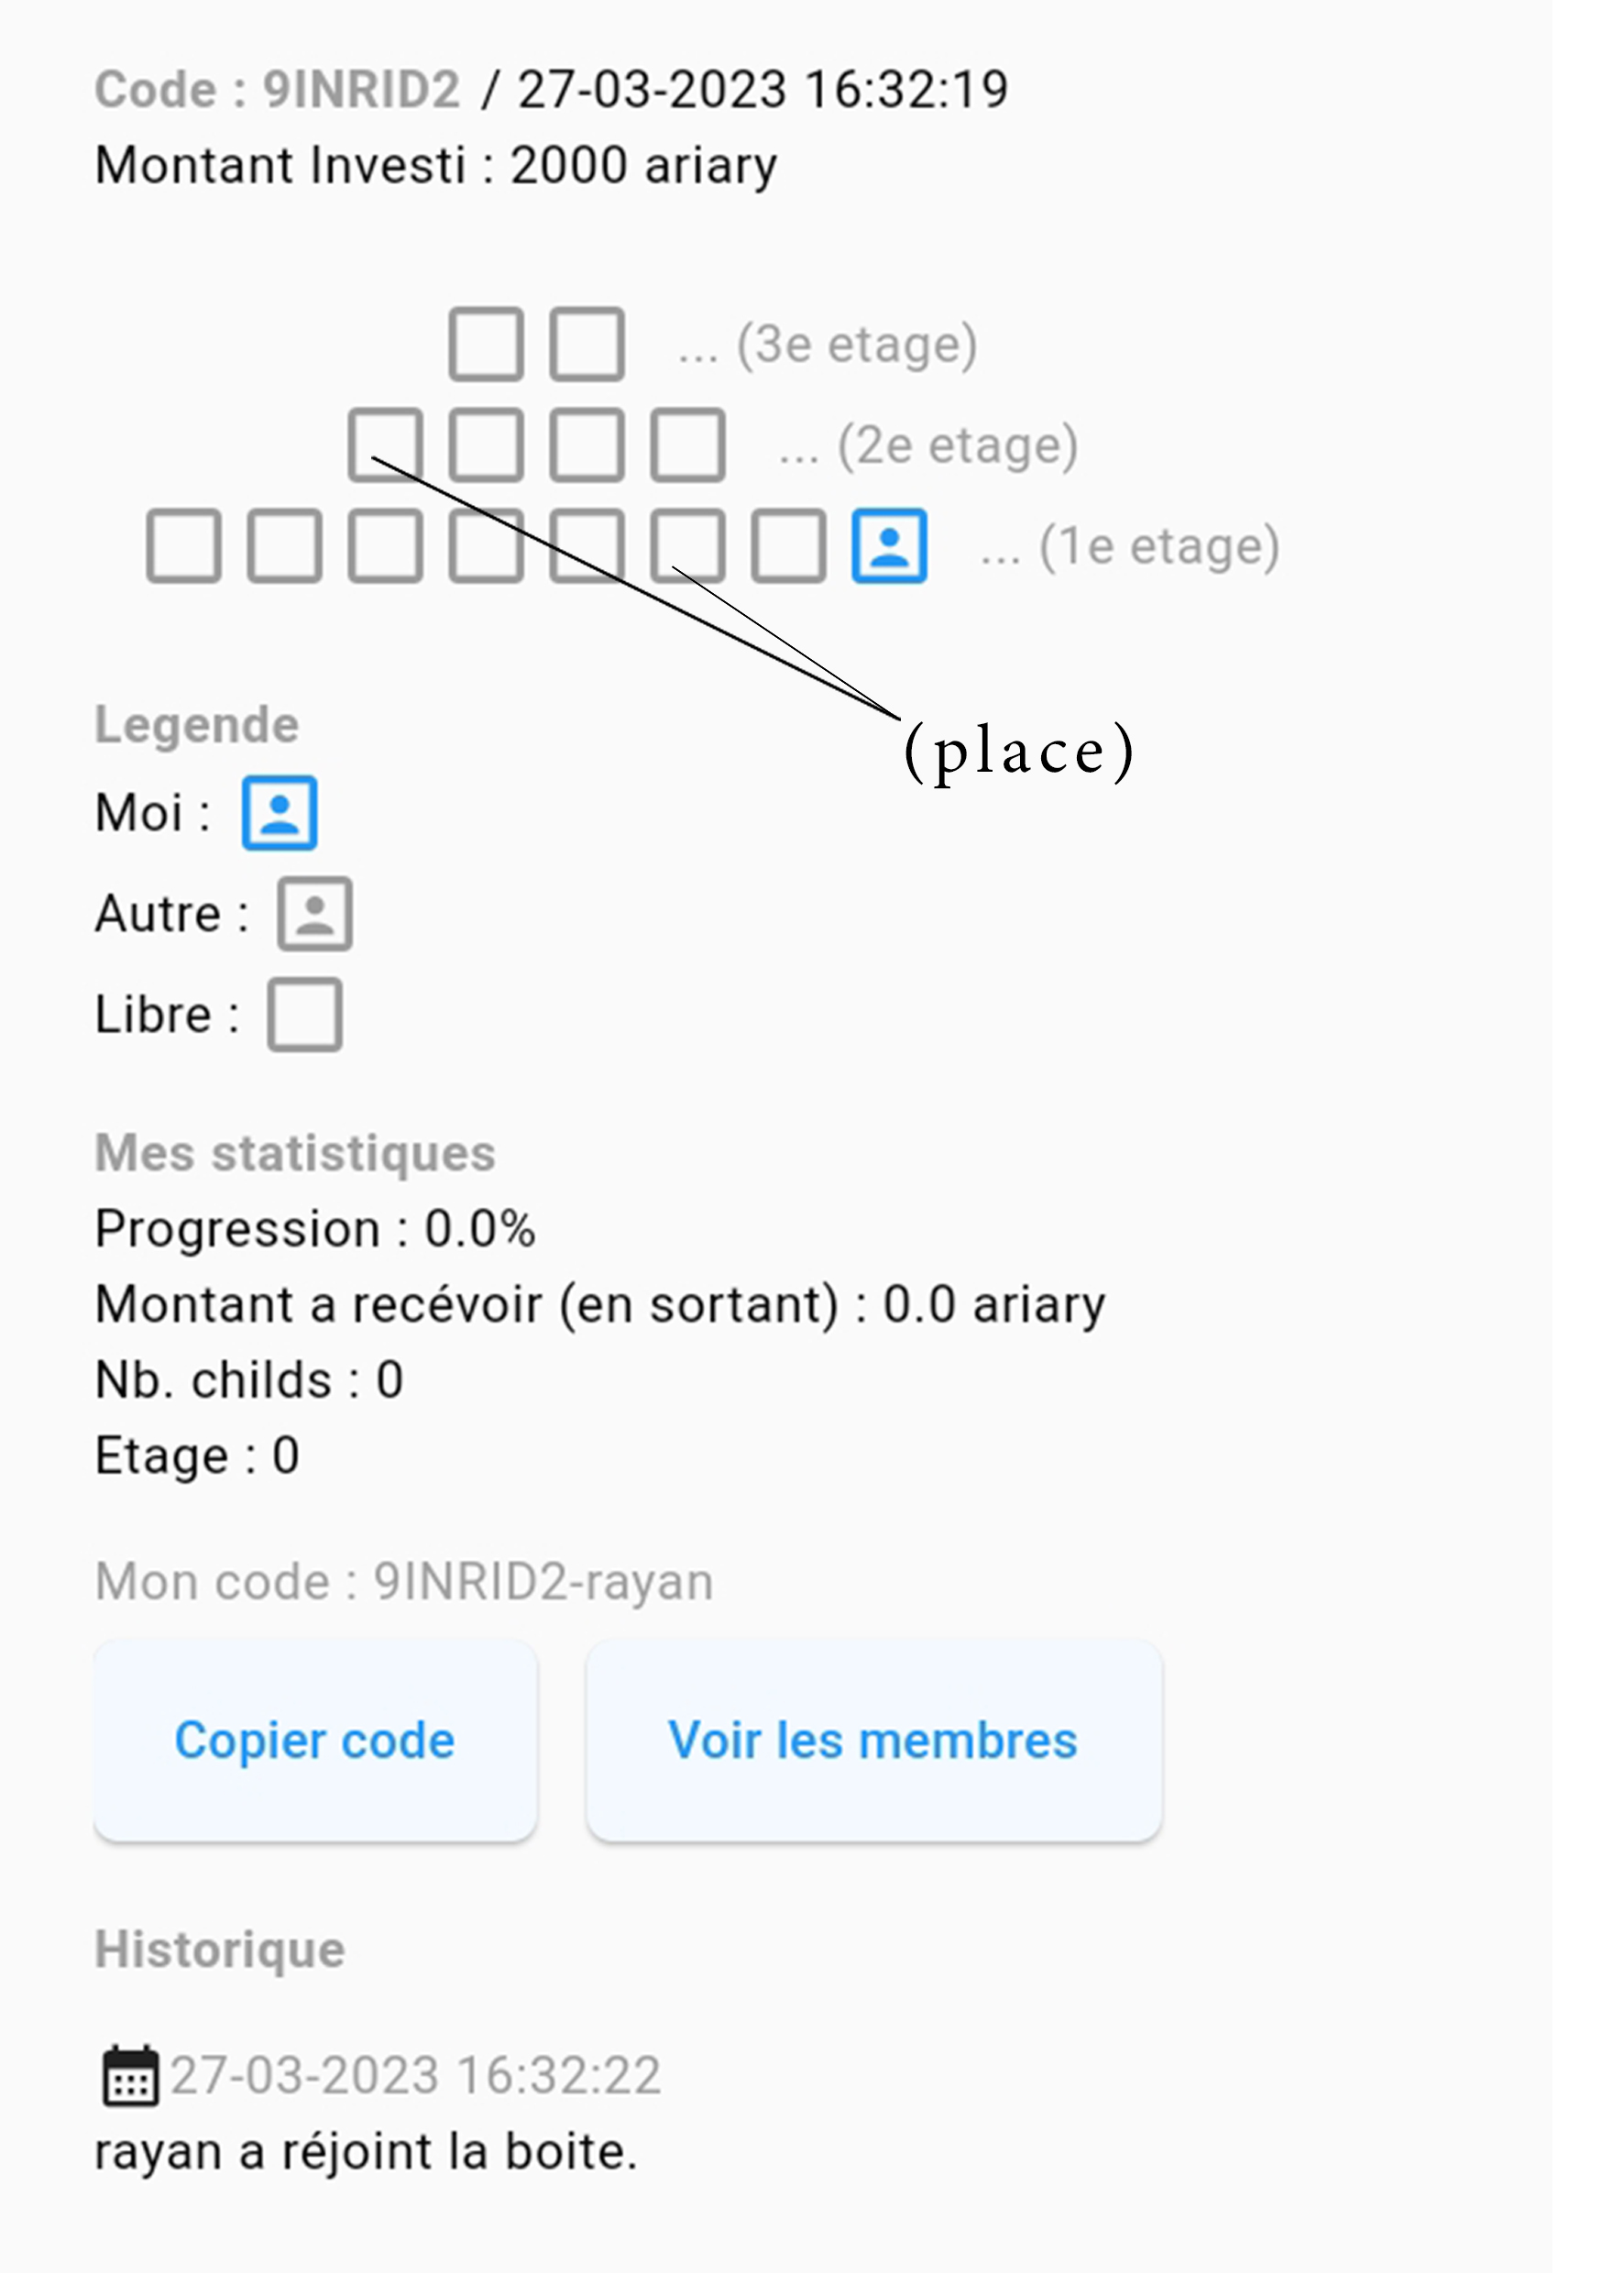 Code : 9INRID2 / 27-03-2023 16:32:19
Montant Investi : 2000 ariary
... (3e etage)
... (2e etage)
... (1e etage)
(place)
Legende
Moi :
Autre :
Libre :
Mes statistiques
Progression : 0.0%
Montant a recévoir (en sortant) : 0.0 ariary
Nb. childs : 0
Etage : 0
Mon code : 9INRID2-rayan
Copier code
Voir les membres
Historique
27-03-2023 16:32:22
rayan a réjoint la boite.